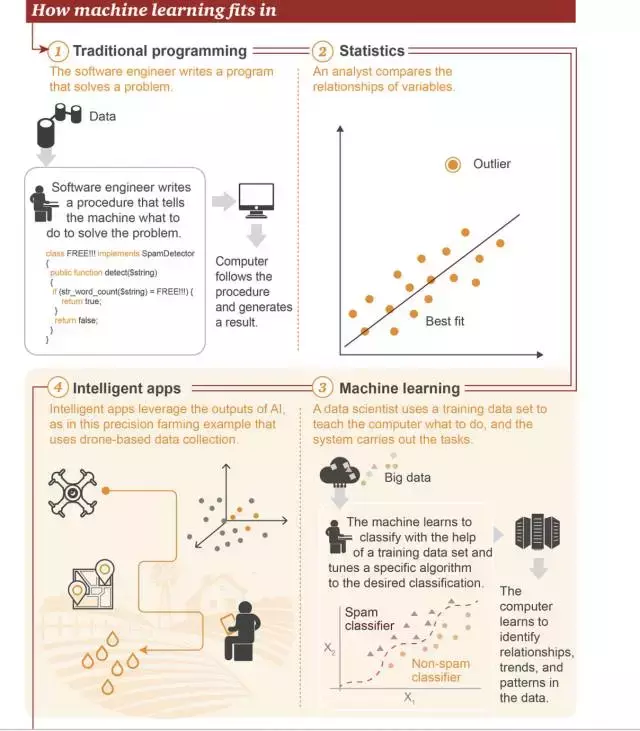 How machine learning fits in
1 Traditional programming
The software engineer writes a program
that solves a problem.
Data
Software engineer writes
a procedure that tells
the machine what to
do to solve the problem.
class FREE!!! implements SpamDetector
{
public function detect($string)
{
if (str_word_count($string) = FREE!!!) {
return true;
}
return false;
}
}
Computer
follows the
procedure
and generates
a result.
2 Statistics
An analyst compares the
relationships of variables.
Outlier
Best fit
4 Intelligent apps
Intelligent apps leverage the outputs of AI,
as in this precision farming example that
uses drone-based data collection.
3 Machine learning
A data scientist uses a training data set to
teach the computer what to do, and the
system carries out the tasks.
Big data
The machine learns to
classify with the help
of a training data set and
tunes a specific algorithm
to the desired classification.
Spam
classifier
X₂
Non-spam
classifier
X₁
The
computer
learns to
identify
relationships,
trends, and
patterns in
the data.